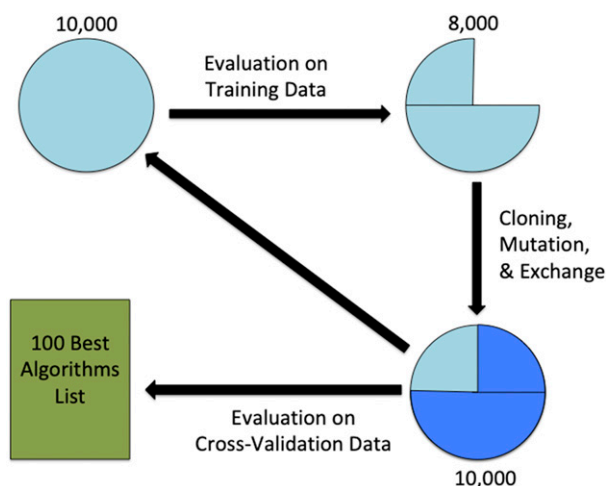 10,000
8,000
Evaluation on
Training Data
Cloning,
Mutation,
& Exchange
100 Best
Algorithms
List
Evaluation on
Cross-Validation Data
10,000